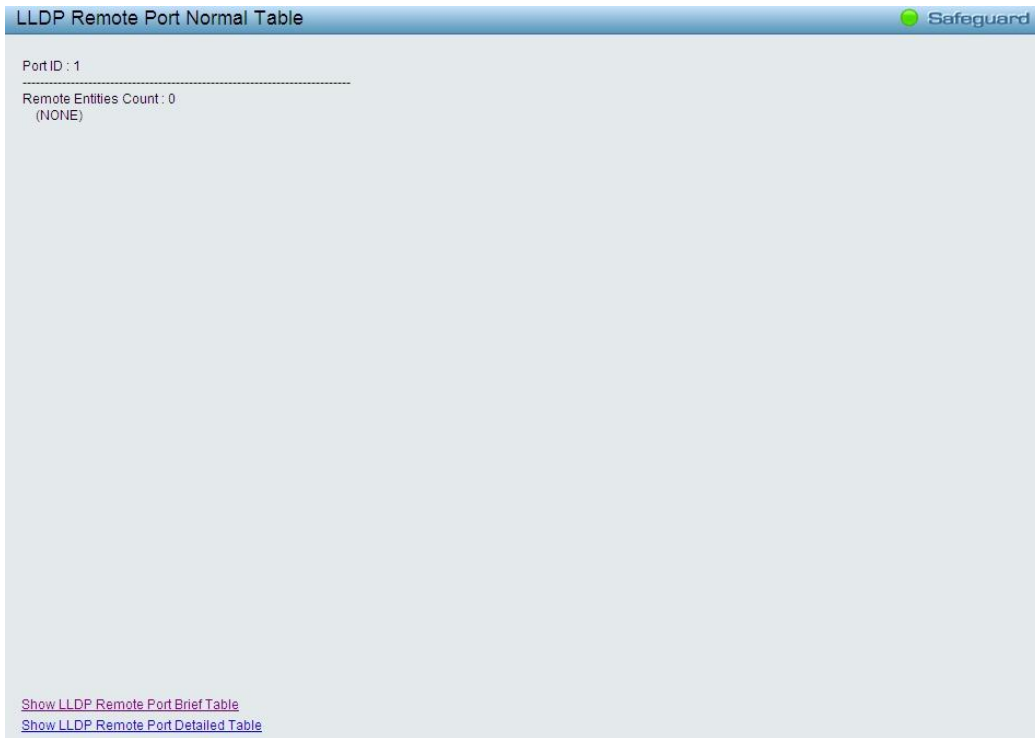 LLDP Remote Port Normal Table
Safeguard
Port ID : 1
--------------------------------------------------------------------------
Remote Entities Count : 0
(NONE)
Show LLDP Remote Port Brief Table
Show LLDP Remote Port Detailed Table